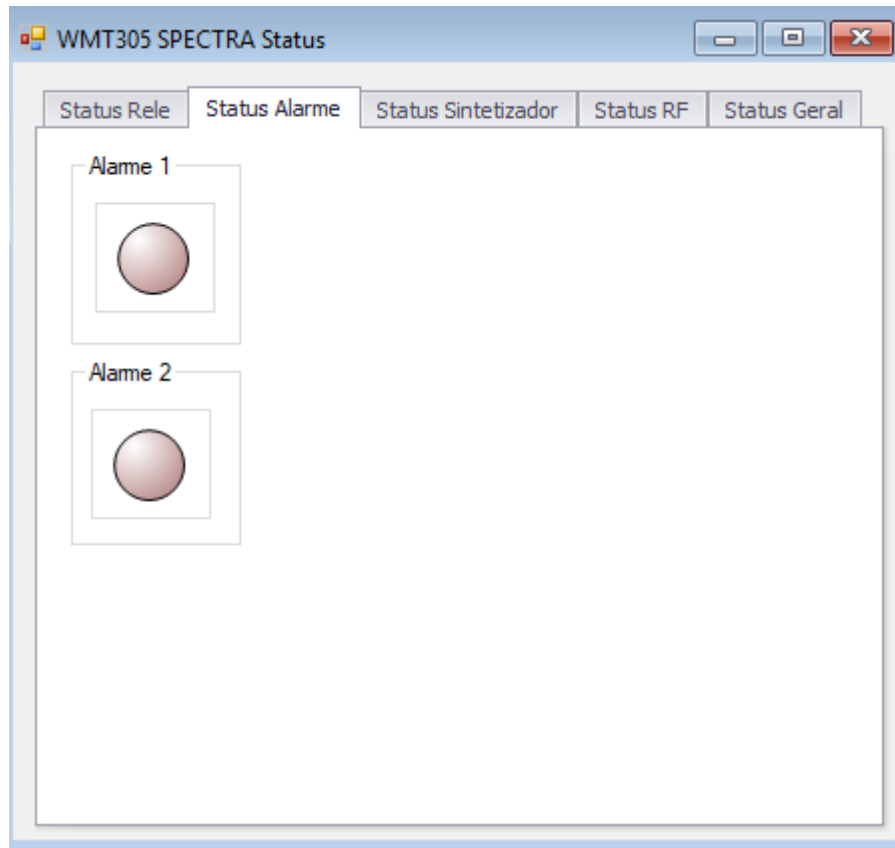 WMT305 SPECTRA Status
Status Rele Status Alarme Status Sintetizador Status RF Status Geral
Alarme 1
Alarme 2